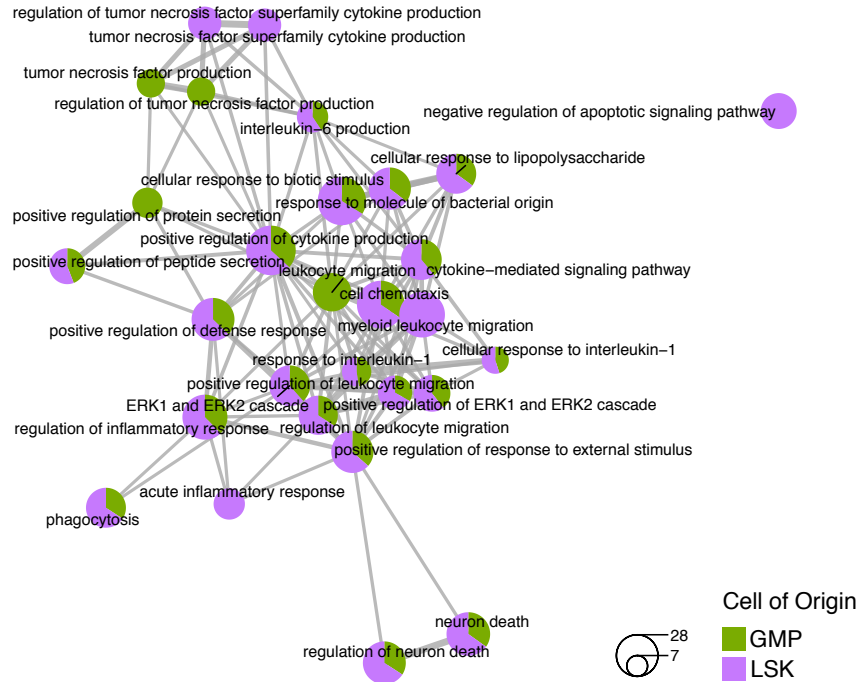 regulation of tumor necrosis factor superfamily cytokine production
tumor necrosis factor superfamily cytokine production
tumor necrosis factor production
regulation of tumor necrosis factor production
negative regulation of apoptotic signaling pathway
interleukin−6 production
cellular response to lipopolysaccharide
cellular response to biotic stimulus
response to molecule of bacterial origin
positive regulation of protein secretion
positive regulation of cytokine production
positive regulation of peptide secretion
leukocyte migration
cytokine−mediated signaling pathway
cell chemotaxis
myeloid leukocyte migration
positive regulation of defense response
cellular response to interleukin−1
response to interleukin−1
positive regulation of leukocyte migration
ERK1 and ERK2 cascade
positive regulation of ERK1 and ERK2 cascade
regulation of inflammatory response
regulation of leukocyte migration
positive regulation of response to external stimulus
acute inflammatory response
phagocytosis
neuron death
regulation of neuron death
28
7
Cell of Origin
GMP
LSK